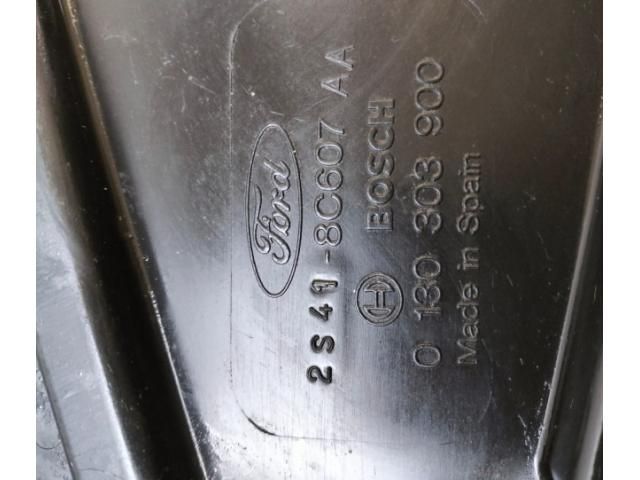 Ford
2S41-8C607 AA
BOSCH
0 130 303 900
Made in Spain